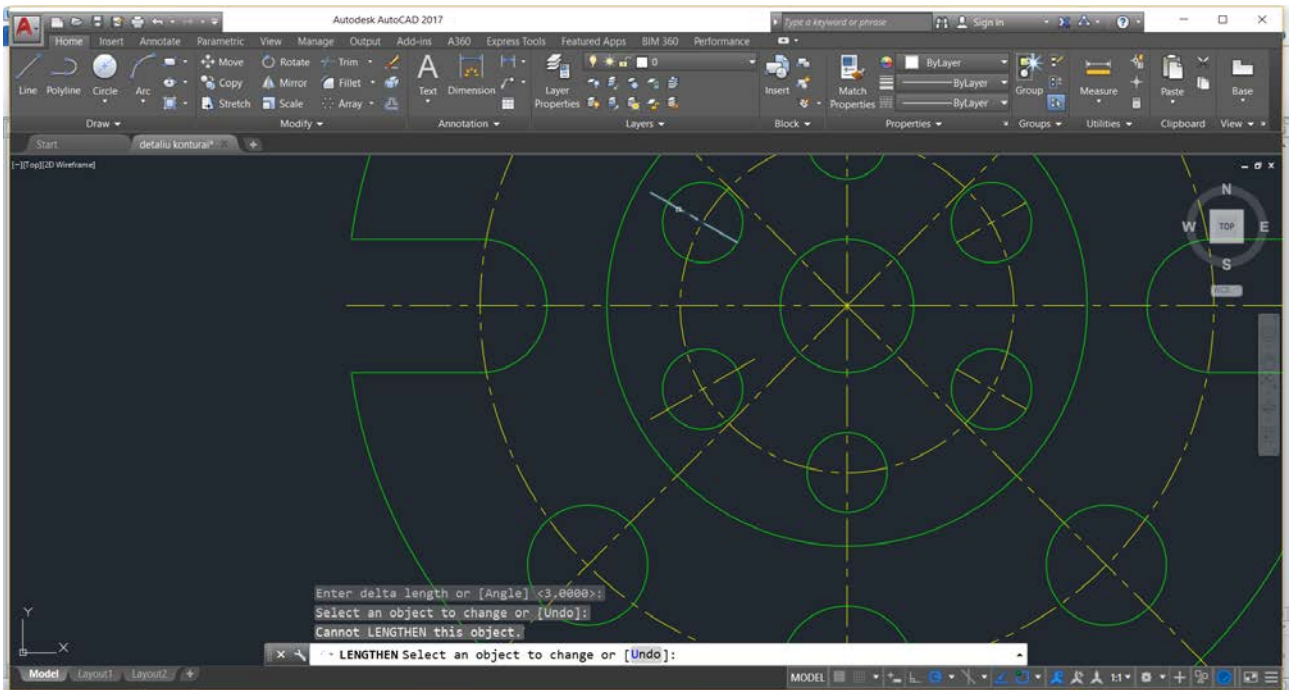 Autodesk AutoCAD 2017
Type a keyword or phrase
Sign In
Home Insert Annotate Parametric View Manage Output Add-ins A360 Express Tools Featured Apps BIM 360 Performance
Move Rotate Trim
Copy Mirror Fillet
Stretch Scale Array
Line Polyline Circle Arc
Text Dimension
Layer Properties
0
Insert
Match Properties
ByLayer
ByLayer
ByLayer
Group
Measure
Paste
Base
Draw Modify Annotation Layers Block Properties Groups Utilities Clipboard View
Start detaliu konturai*
[−][Top][2D Wireframe]
N
W TOP E
S
WCS
Enter delta length or [Angle] <3.0000>:
Select an object to change or [Undo]:
Cannot LENGTHEN this object.
LENGTHEN Select an object to change or [Undo]:
Y
X
Model Layout1 Layout2 +
MODEL
1:1